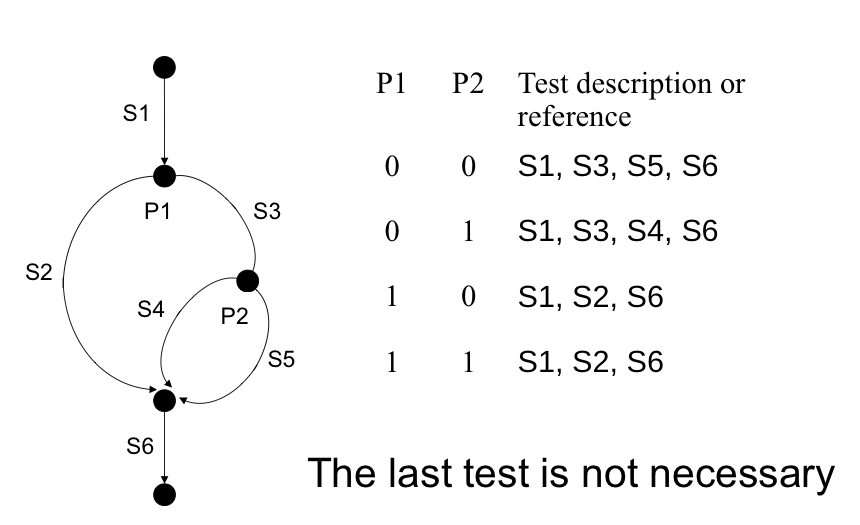 S1
P1
S3
S2
S4
P2
S5
S6
P1 P2 Test description or
reference
0 0 S1, S3, S5, S6
0 1 S1, S3, S4, S6
1 0 S1, S2, S6
1 1 S1, S2, S6
The last test is not necessary